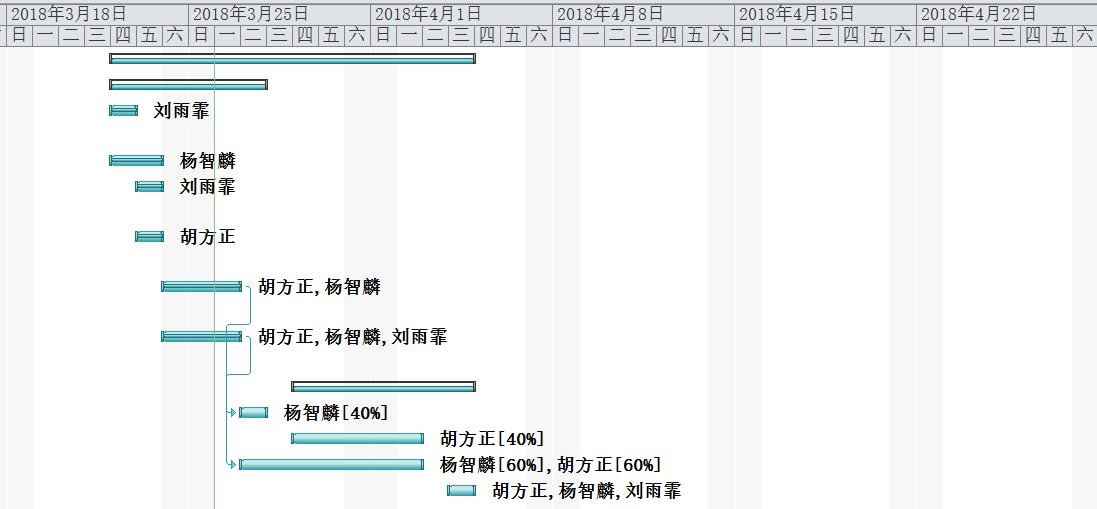 2018年3月18日 2018年3月25日 2018年4月1日 2018年4月8日 2018年4月15日 2018年4月22日
日 一 二 三 四 五 六 日 一 二 三 四 五 六 日 一 二 三 四 五 六 日 一 二 三 四 五 六 日 一 二 三 四 五 六 日 一 二 三 四 五 六
刘雨霏
杨智麟
刘雨霏
胡方正
胡方正,杨智麟
胡方正,杨智麟,刘雨霏
杨智麟[40%]
胡方正[40%]
杨智麟[60%],胡方正[60%]
胡方正,杨智麟,刘雨霏